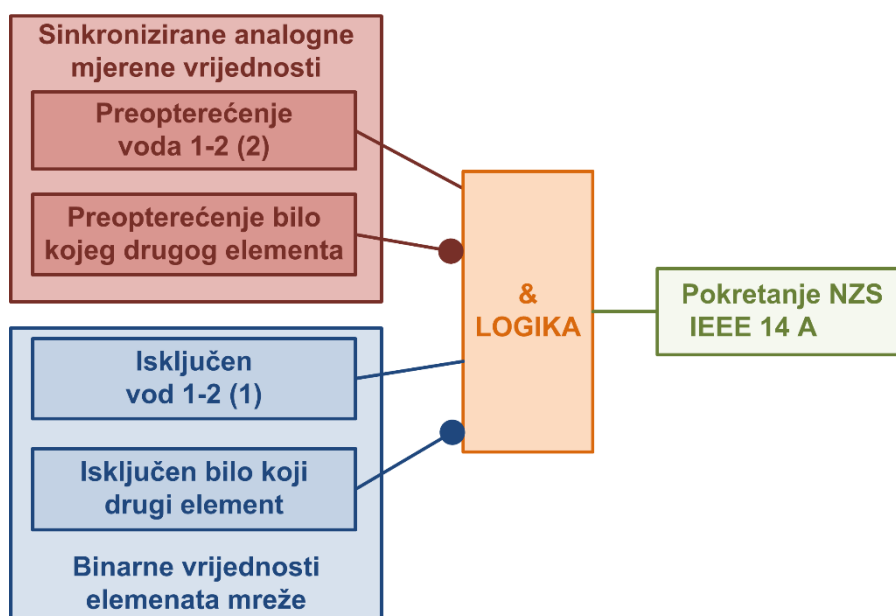 Sinkronizirane analogne
mjerene vrijednosti
Preopterećenje
voda 1-2 (2)
Preopterećenje bilo
kojeg drugog elementa
&
LOGIKA
Pokretanje NZS
IEEE 14 A
Isključen
vod 1-2 (1)
Isključen bilo koji
drugi element
Binarne vrijednosti
elemenata mreže